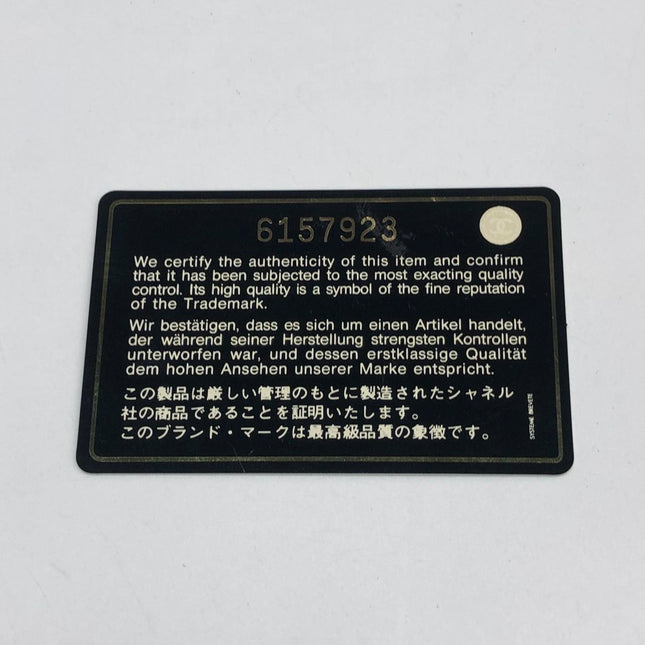 6157923
We certify the authenticity of this item and confirm
that it has been subjected to the most exacting quality
control. Its high quality is a symbol of the fine reputation
of the Trademark.
Wir bestätigen, dass es sich um einen Artikel handelt,
der während seiner Herstellung strengsten Kontrollen
unterworfen war, und dessen erstklassige Qualität
dem hohen Ansehen unserer Marke entspricht.
この製品は厳しい管理のもとに製造されたシャネル
社の商品であることを証明いたします。
このブランド・マークは最高級品質の象徴です。
SYSTEME BREVETE